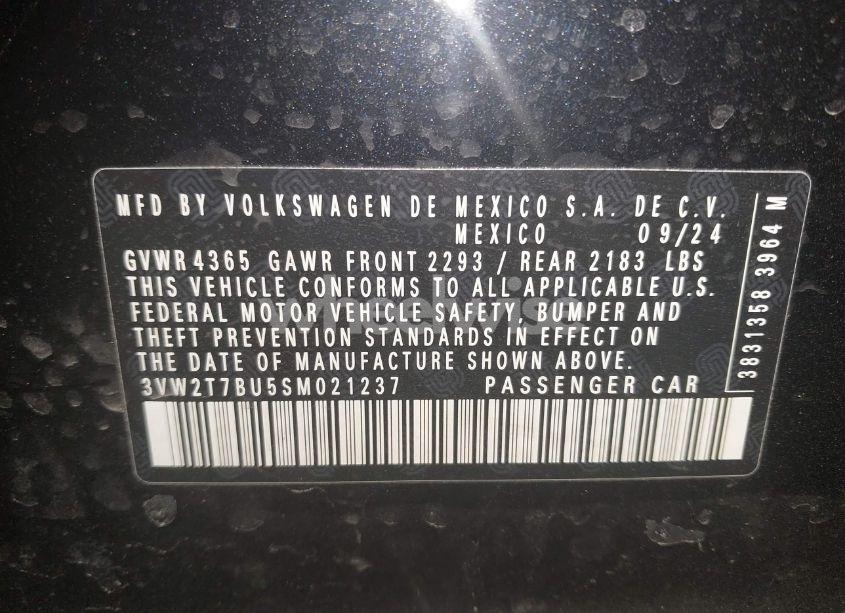 MFD BY VOLKSWAGEN DE MEXICO S.A. DE C.V.
MEXICO 09/24
GVWR 4365 GAWR FRONT 2293 / REAR 2183 LBS
THIS VEHICLE CONFORMS TO ALL APPLICABLE U.S.
FEDERAL MOTOR VEHICLE SAFETY, BUMPER AND
THEFT PREVENTION STANDARDS IN EFFECT ON
THE DATE OF MANUFACTURE SHOWN ABOVE.
3VW2T7BU5SM021237 PASSENGER CAR
3831358 3964 M